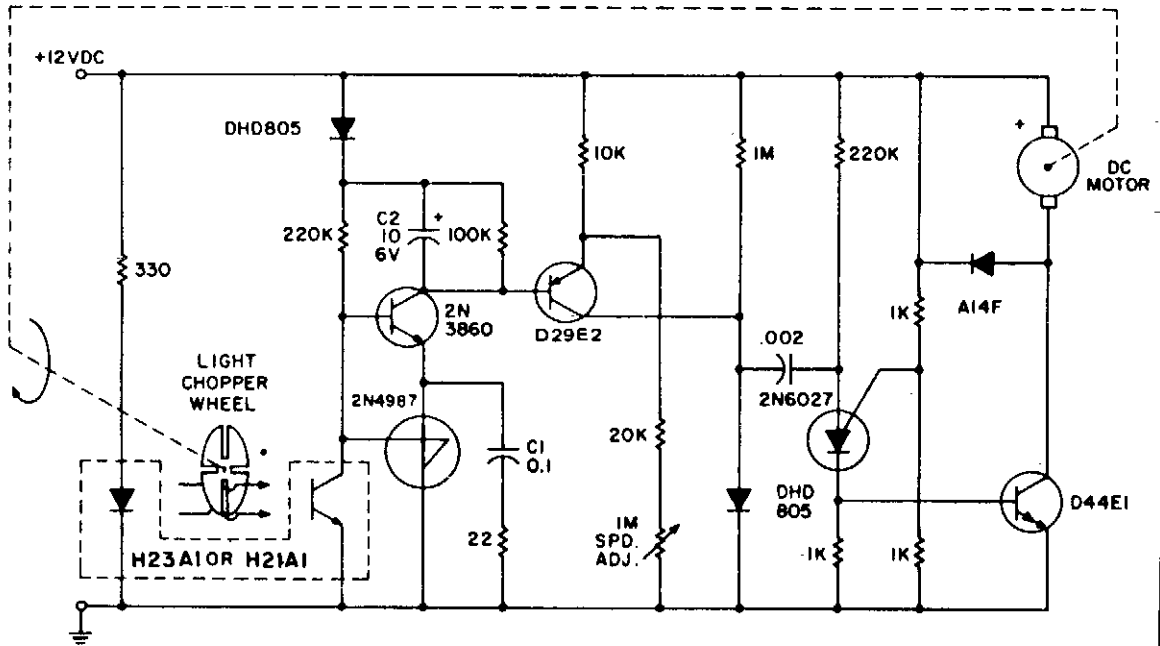 +12VDC
DHD805
+
DC
MOTOR
10K
1M
220K
C2
10
6V
+
100K
220K
330
2N
3860
D29E2
A14F
1K
.002
2N6027
LIGHT
CHOPPER
WHEEL
2N4987
C1
0.1
20K
DHD
805
D44E1
22
1M
SPD.
ADJ.
1K
1K
H23A1 OR H21A1